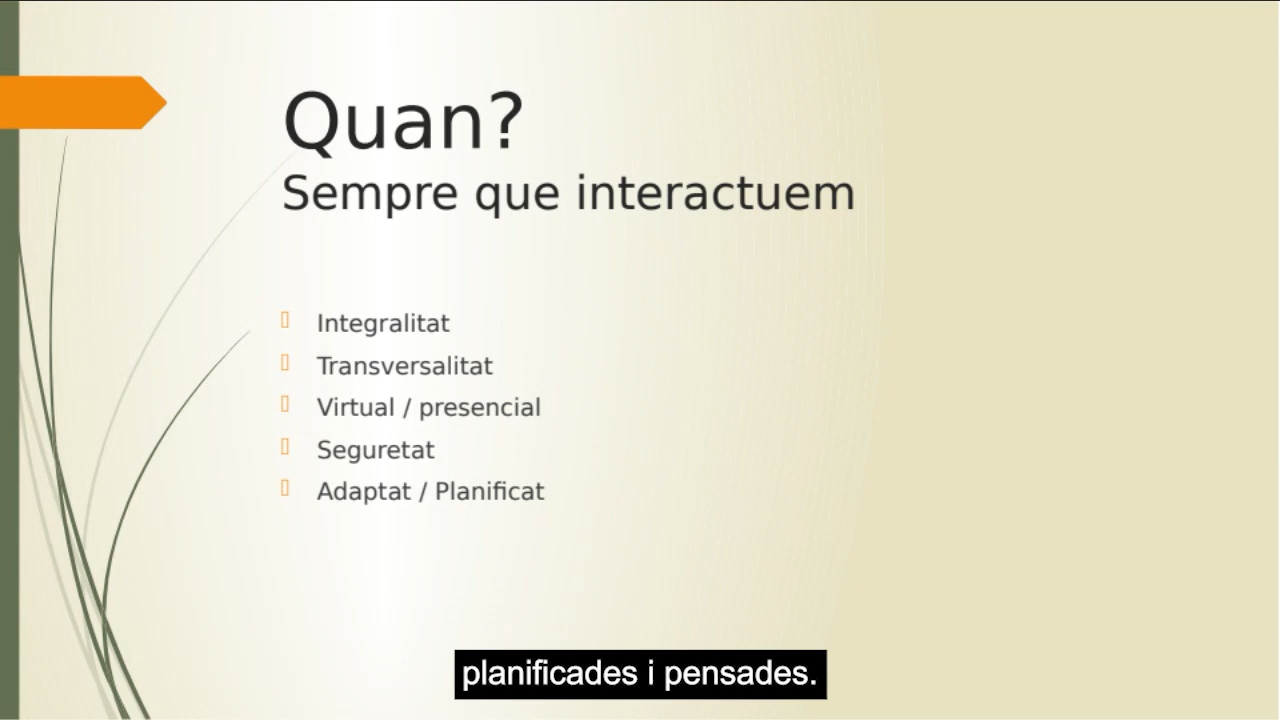 Quan?
Sempre que interactuem
Integralitat
Transversalitat
Virtual / presencial
Seguretat
Adaptat / Planificat
planificades i pensades.